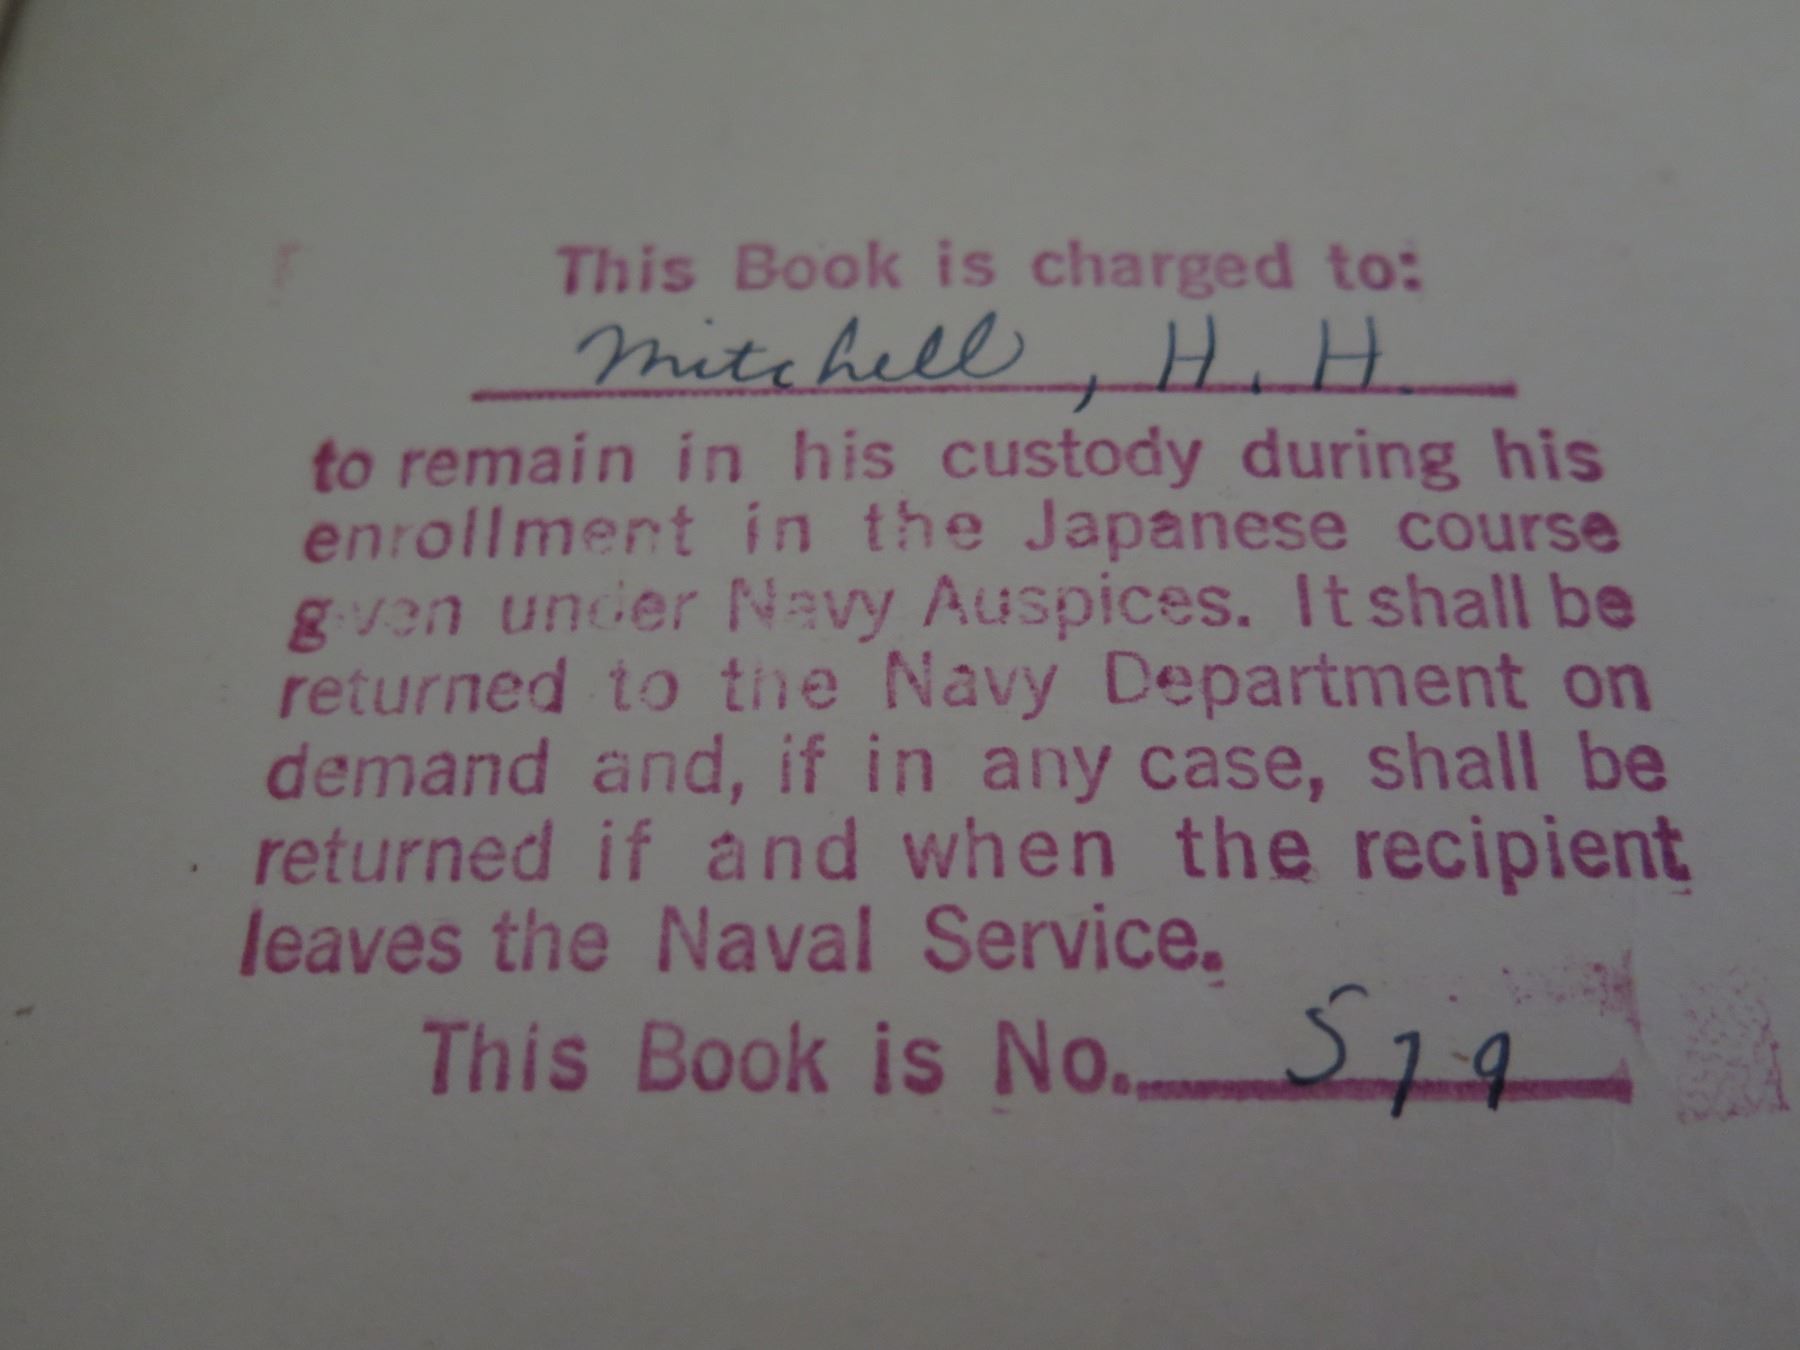 This Book is charged to:
Mitchell, H. H.
to remain in his custody during his
enrollment in the Japanese course
given under Navy Auspices. It shall be
returned to the Navy Department on
demand and, if in any case, shall be
returned if and when the recipient
leaves the Naval Service.
This Book is No. 579